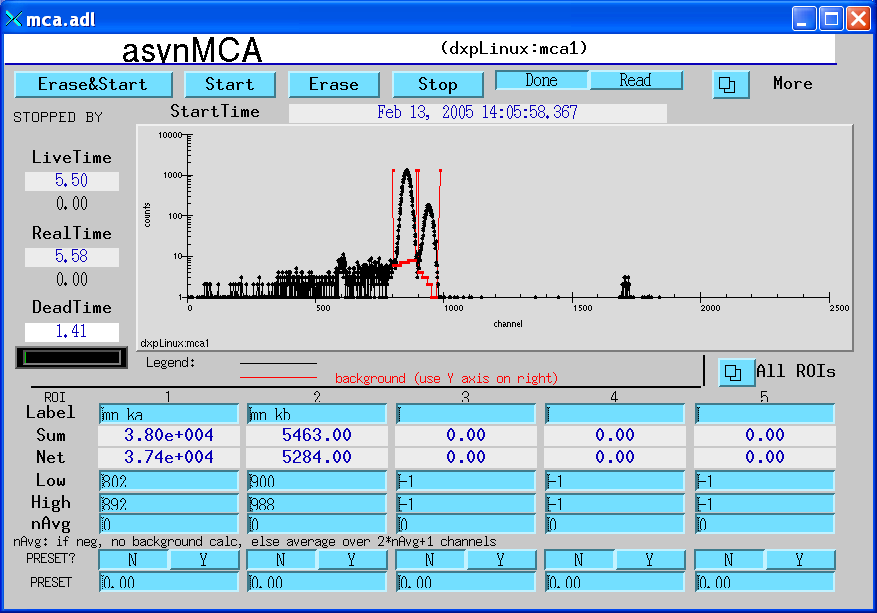 mca.adl
asynMCA (dxpLinux:mca1)
Erase&Start Start Erase Stop Done Read More
STOPPED BY StartTime Feb 13, 2005 14:05:58.367
LiveTime
5.50
0.00
RealTime
5.58
0.00
DeadTime
1.41
10000
1000
100
10
1
counts
0 500 1000 1500 2000 2500
channel
dxpLinux:mca1
Legend:
background (use Y axis on right)
All ROIs
ROI 1 2 3 4 5
Label mn ka mn kb
Sum 3.80e+004 5463.00 0.00 0.00 0.00
Net 3.74e+004 5284.00 0.00 0.00 0.00
Low 802 900 -1 -1 -1
High 892 988 -1 -1 -1
nAvg 0 0 0 0 0
nAvg: if neg, no background calc, else average over 2*nAvg+1 channels
PRESET? N Y N Y N Y N Y N Y
PRESET 0.00 0.00 0.00 0.00 0.00